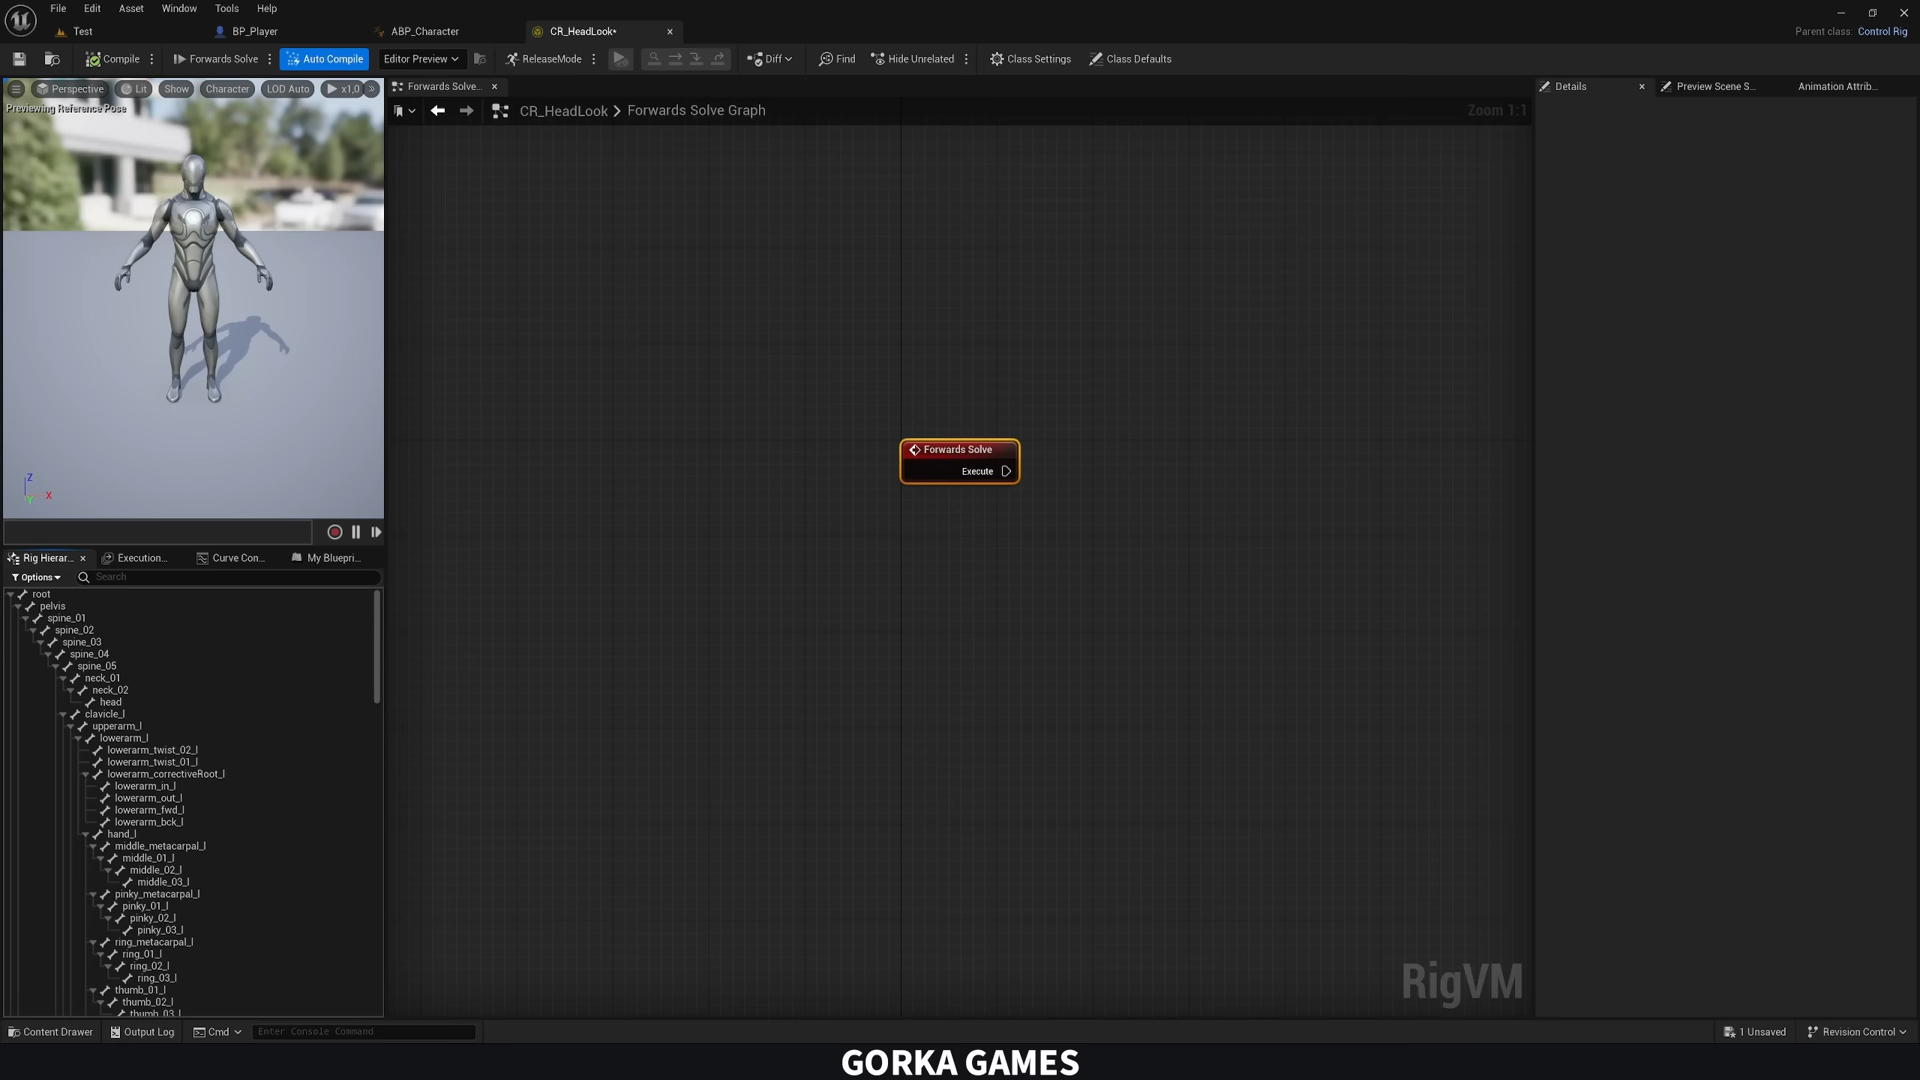 File Edit Asset Window Tools Help
Test BP_Player ABP_Character CR_HeadLook*
Parent class: Control Rig
Compile Forwards Solve Auto Compile Editor Preview ReleaseMode Diff Find Hide Unrelated Class Settings Class Defaults
Perspective Lit Show Character LOD Auto x1,0
Previewing Reference Pose
Forwards Solve..
CR_HeadLook > Forwards Solve Graph
Zoom 1:1
Details Preview Scene S... Animation Attrib...
Forwards Solve
Execute
Z
Y
X
Rig Hierar... Execution... Curve Con... My Bluepri...
Options Search
root
pelvis
spine_01
spine_02
spine_03
spine_04
spine_05
neck_01
neck_02
head
clavicle_l
upperarm_l
lowerarm_l
lowerarm_twist_02_l
lowerarm_twist_01_l
lowerarm_correctiveRoot_l
lowerarm_in_l
lowerarm_out_l
lowerarm_fwd_l
lowerarm_bck_l
hand_l
middle_metacarpal_l
middle_01_l
middle_02_l
middle_03_l
pinky_metacarpal_l
pinky_01_l
pinky_02_l
pinky_03_l
ring_metacarpal_l
ring_01_l
ring_02_l
ring_03_l
thumb_01_l
thumb_02_l
thumb_03_l
RigVM
Content Drawer Output Log Cmd Enter Console Command
1 Unsaved Revision Control
GORKA GAMES